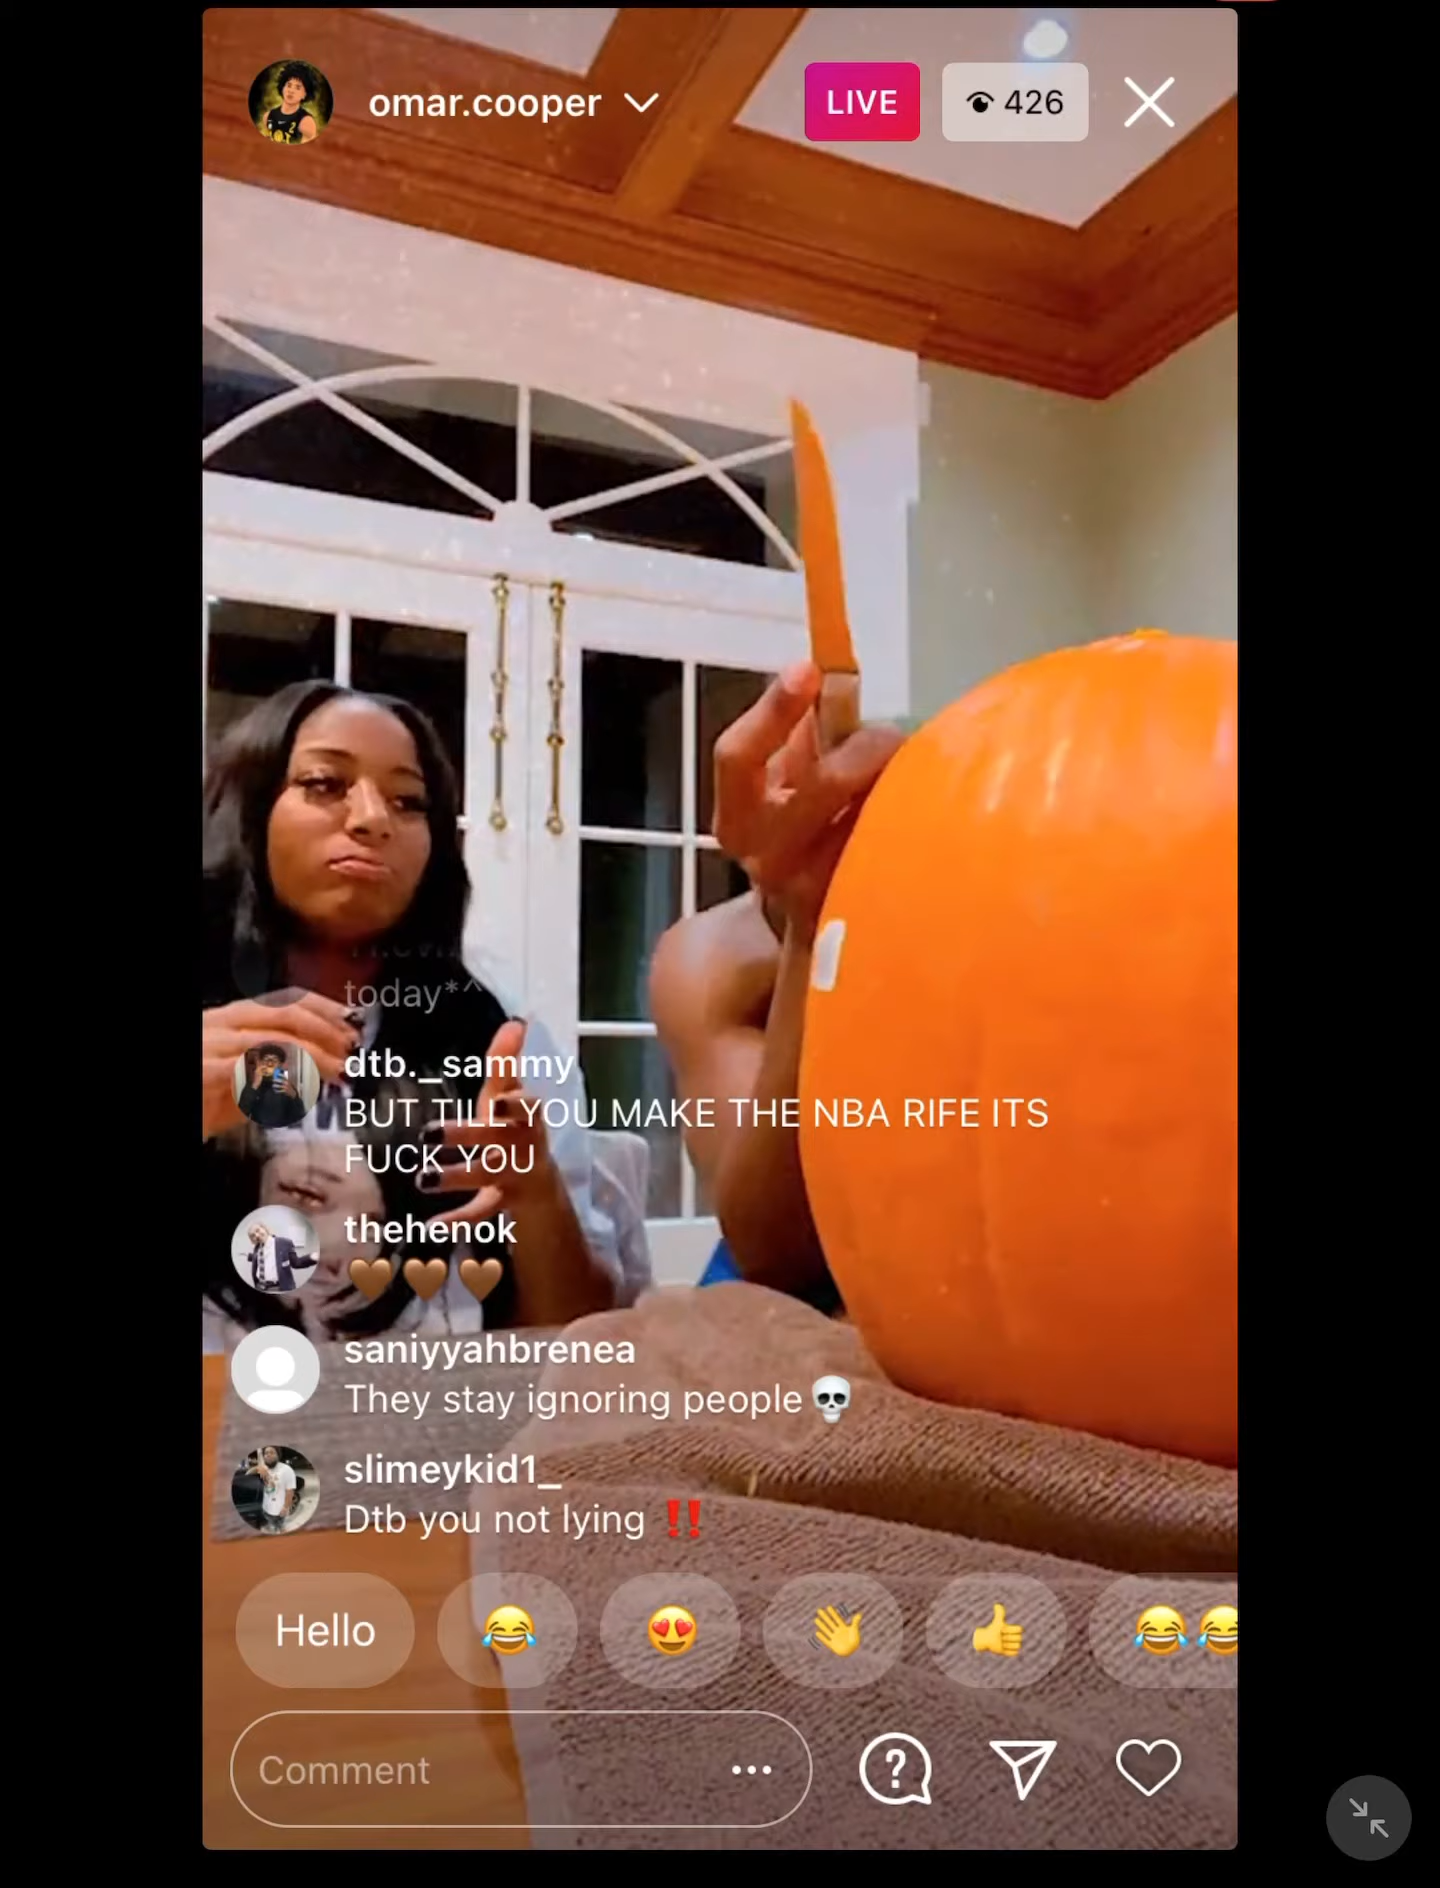 omar.cooper
LIVE
426
today*^
dtb._sammy
BUT TILL YOU MAKE THE NBA RIFE ITS
FUCK YOU
thehenok
🤎🤎🤎
saniyyahbrenea
They stay ignoring people💀
slimeykid1_
Dtb you not lying ‼️
Hello
😂
😍
👋
👍
😂😂
Comment